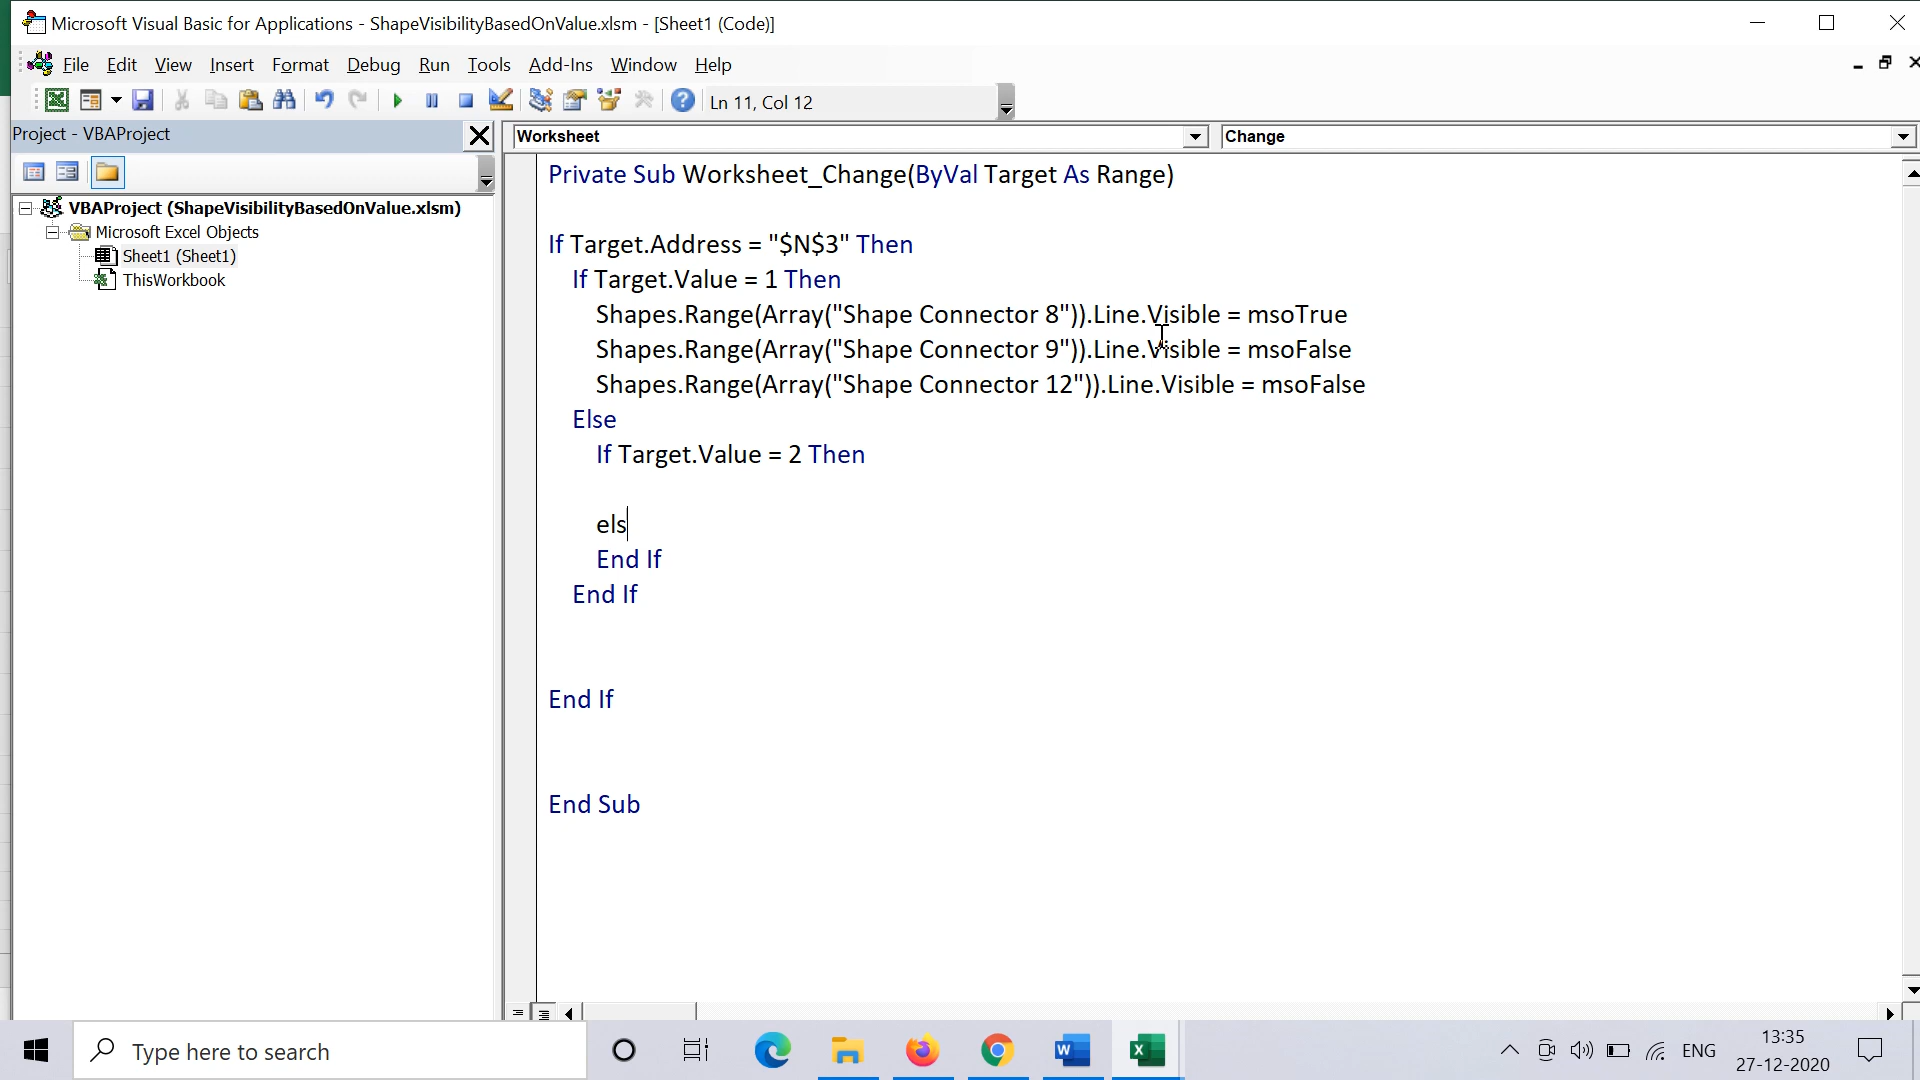 Microsoft Visual Basic for Applications - ShapeVisibilityBasedOnValue.xlsm - [Sheet1 (Code)]
File Edit View Insert Format Debug Run Tools Add-Ins Window Help
Ln 11, Col 12
Project - VBAProject
Worksheet
Change
VBAProject (ShapeVisibilityBasedOnValue.xlsm)
Microsoft Excel Objects
Sheet1 (Sheet1)
ThisWorkbook
Private Sub Worksheet_Change(ByVal Target As Range)
If Target.Address = "$N$3" Then
If Target.Value = 1 Then
Shapes.Range(Array("Shape Connector 8")).Line.Visible = msoTrue
Shapes.Range(Array("Shape Connector 9")).Line.Visible = msoFalse
Shapes.Range(Array("Shape Connector 12")).Line.Visible = msoFalse
Else
If Target.Value = 2 Then
els
End If
End If
End If
End Sub
Type here to search
ENG
13:35
27-12-2020